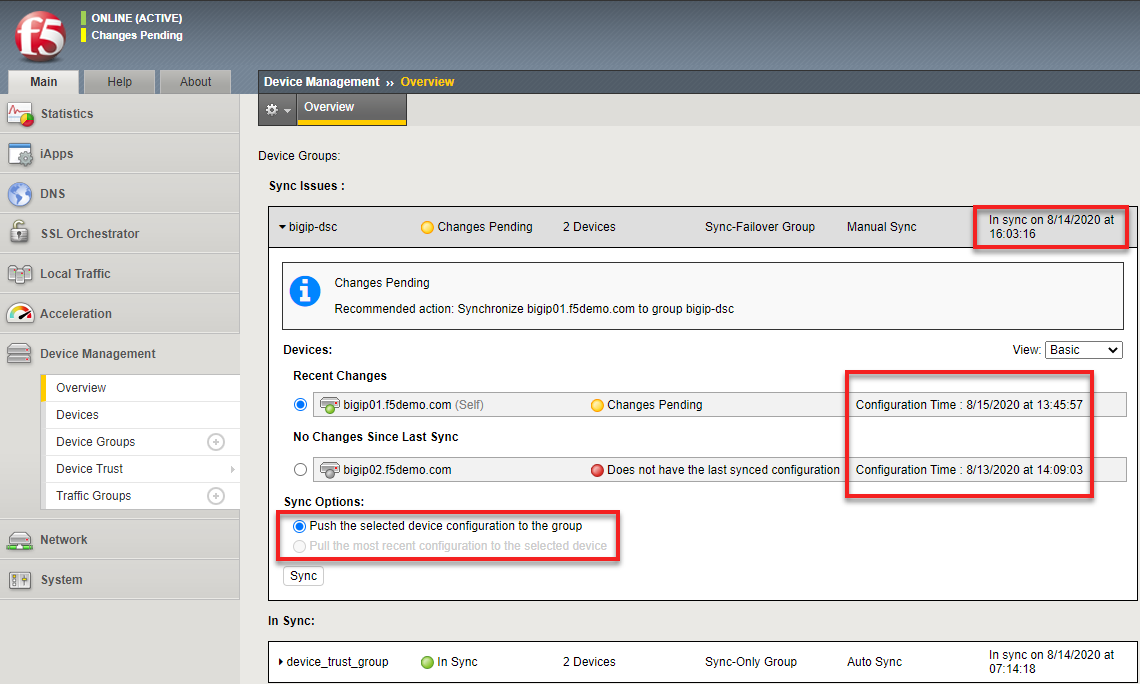 f5
ONLINE (ACTIVE)
Changes Pending
Main
Help
About
Statistics
iApps
DNS
SSL Orchestrator
Local Traffic
Acceleration
Device Management
Overview
Devices
Device Groups
Device Trust
Traffic Groups
Network
System
Device Management ›› Overview
Overview
Device Groups:
Sync Issues :
bigip-dsc Changes Pending 2 Devices Sync-Failover Group Manual Sync In sync on 8/14/2020 at
16:03:16
Changes Pending
Recommended action: Synchronize bigip01.f5demo.com to group bigip-dsc
Devices: View: Basic
Recent Changes
bigip01.f5demo.com (Self) Changes Pending Configuration Time : 8/15/2020 at 13:45:57
No Changes Since Last Sync
bigip02.f5demo.com Does not have the last synced configuration Configuration Time : 8/13/2020 at 14:09:03
Sync Options:
Push the selected device configuration to the group
Pull the most recent configuration to the selected device
Sync
In Sync:
device_trust_group In Sync 2 Devices Sync-Only Group Auto Sync In sync on 8/14/2020 at
07:14:18